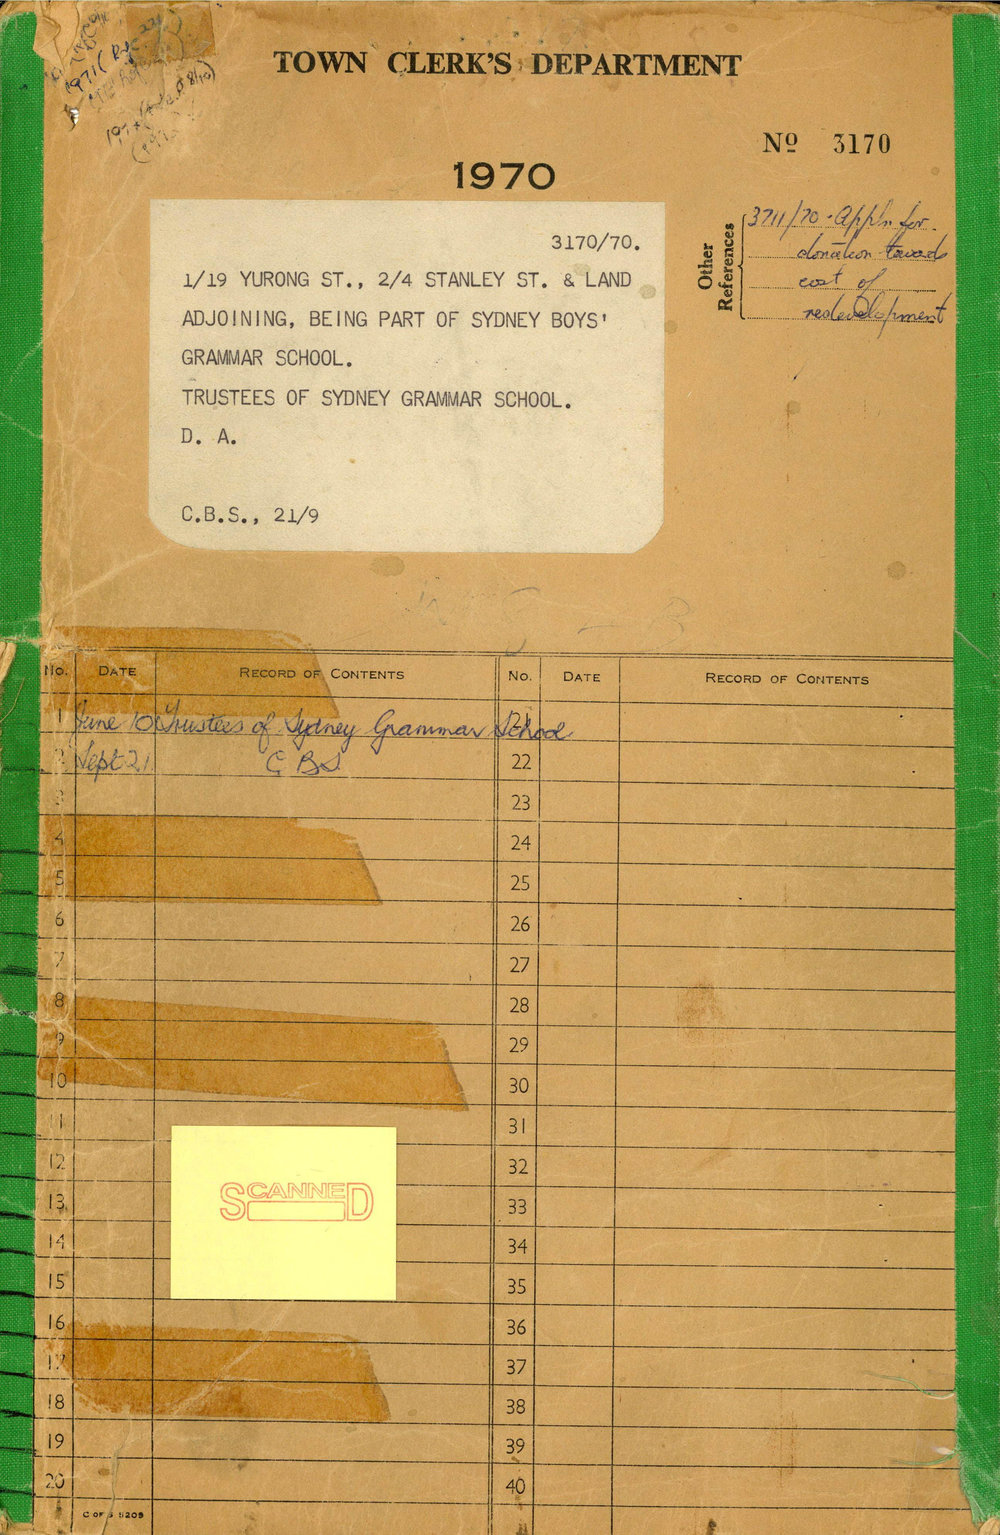 TOWN CLERK'S DEPARTMENT
Nº 3170
1970
3170/70.
1/19 YURONG ST., 2/4 STANLEY ST. & LAND
ADJOINING, BEING PART OF SYDNEY BOYS'
GRAMMAR SCHOOL.
TRUSTEES OF SYDNEY GRAMMAR SCHOOL.
D. A.
C.B.S., 21/9
Other
References
3711/70 - Appln for
donation towards
cost of
redevelopment
No. DATE RECORD OF CONTENTS No. DATE RECORD OF CONTENTS
1 June 10 Trustees of Sydney Grammar School 21
2 Sept 21 C B S 22
23
4 24
5 25
6 26
7 27
8 28
9 29
10 30
11 31
12 32
13 33
14 34
15 35
16 36
17 37
18 38
19 39
20 40
SCANNED
C OF S 5209